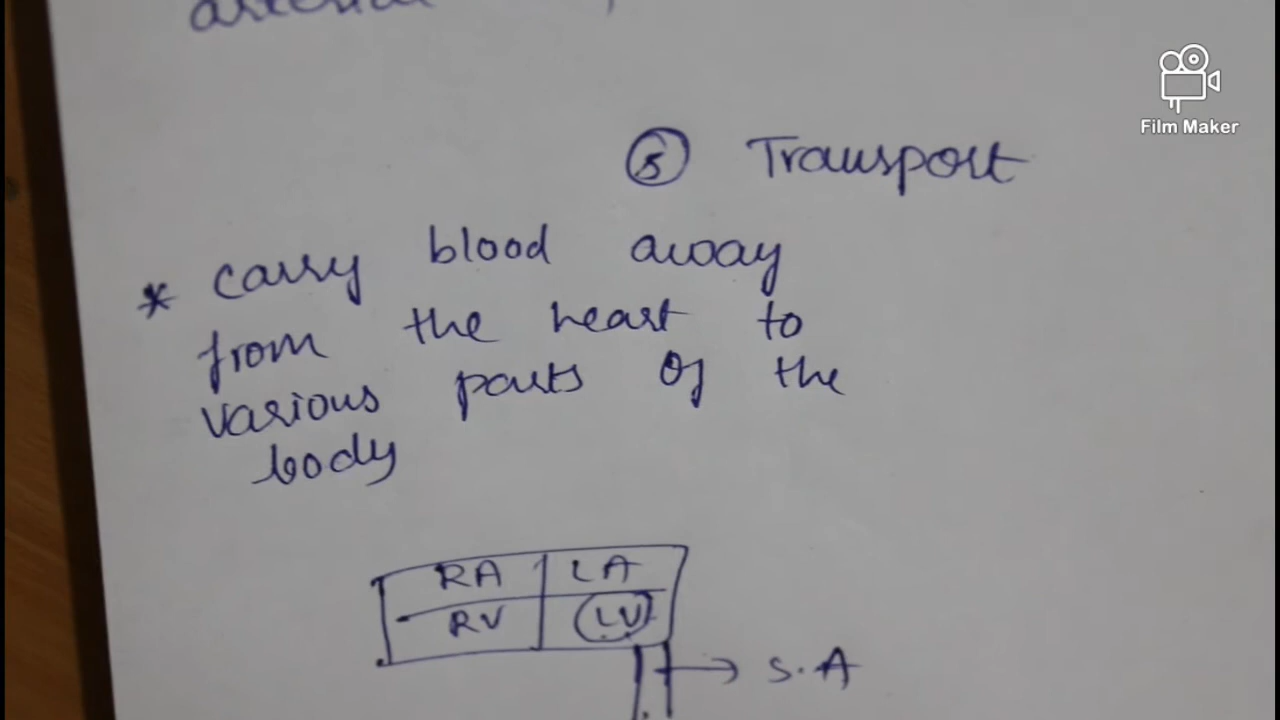 arterial
Film Maker
⑤ Transport
* carry blood away
from the heart to
various parts of the
body
RA LA
RV LV
→ S.A